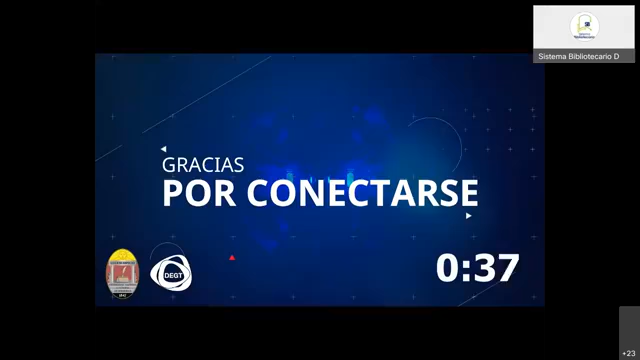 Sistema Bibliotecario D
GRACIAS
POR CONECTARSE
DEGT
0:37
+23